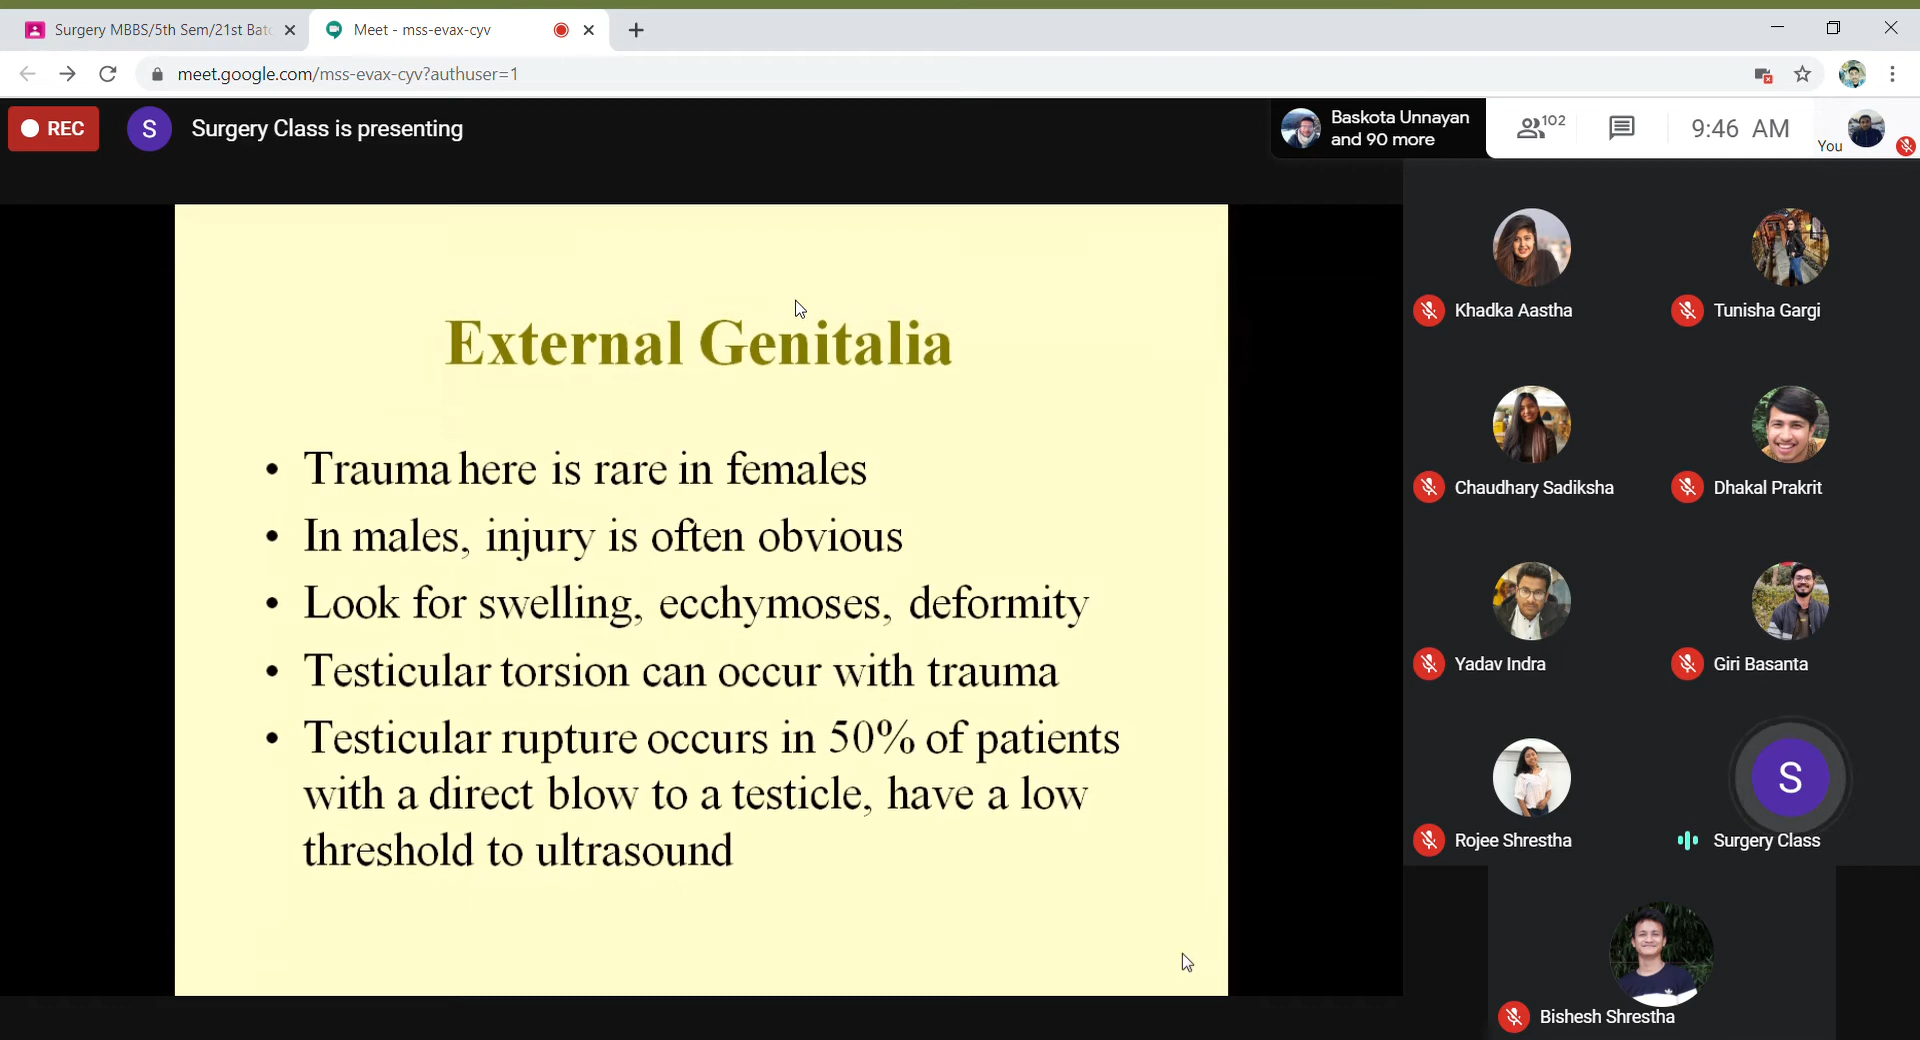 Surgery MBBS/5th Sem/21st Batc
Meet - mss-evax-cyv
meet.google.com/mss-evax-cyv?authuser=1
REC
S
Surgery Class is presenting
Baskota Unnayan
and 90 more
102
9:46 AM
You
External Genitalia
• Trauma here is rare in females
• In males, injury is often obvious
• Look for swelling, ecchymoses, deformity
• Testicular torsion can occur with trauma
• Testicular rupture occurs in 50% of patients
with a direct blow to a testicle, have a low
threshold to ultrasound
Khadka Aastha
Tunisha Gargi
Chaudhary Sadiksha
Dhakal Prakrit
Yadav Indra
Giri Basanta
S
Rojee Shrestha
Surgery Class
Bishesh Shrestha